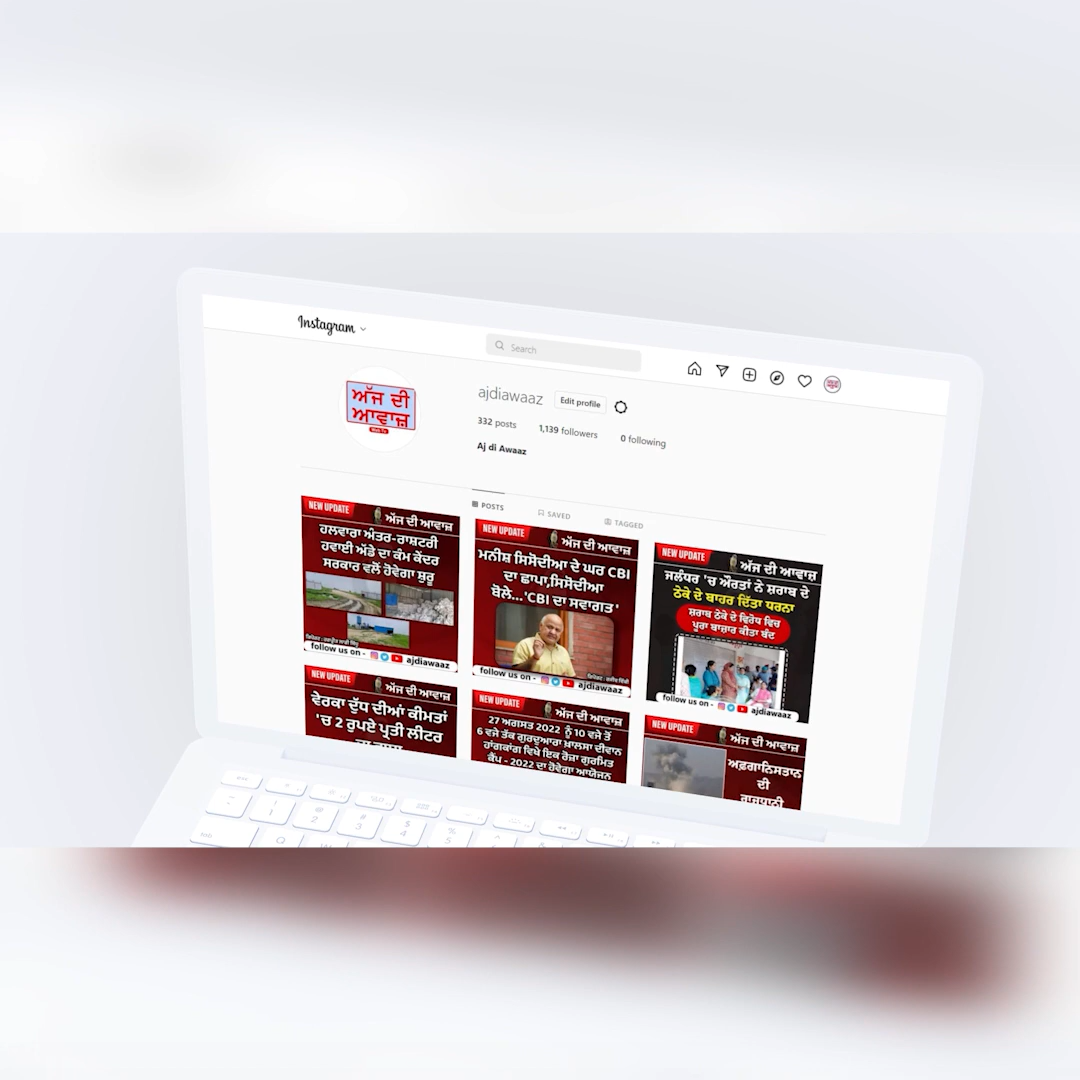 Instagram
Search
ਅੱਜ ਦੀ
ਆਵਾਜ਼
Web Tv
ajdiawaaz
Edit profile
332 posts
1,139 followers
0 following
Aj di Awaaz
POSTS
SAVED
TAGGED
NEW UPDATE
ਅੱਜ ਦੀ ਆਵਾਜ਼
ਹਲਵਾਰਾ ਅੰਤਰ-ਰਾਸ਼ਟਰੀ
ਹਵਾਈ ਅੱਡੇ ਦਾ ਕੰਮ ਕੇਂਦਰ
ਸਰਕਾਰ ਵਲੋਂ ਹੋਵੇਗਾ ਸ਼ੁਰੂ
follow us on -
ajdiawaaz
NEW UPDATE
ਅੱਜ ਦੀ ਆਵਾਜ਼
ਮਨੀਸ਼ ਸਿਸੋਦੀਆ ਦੇ ਘਰ CBI
ਦਾ ਛਾਪਾ,ਸਿਸੋਦੀਆ
ਬੋਲੇ...'CBI ਦਾ ਸਵਾਗਤ'
follow us on -
ajdiawaaz
NEW UPDATE
ਅੱਜ ਦੀ ਆਵਾਜ਼
ਜਲੰਧਰ 'ਚ ਔਰਤਾਂ ਨੇ ਸ਼ਰਾਬ ਦੇ
ਠੇਕੇ ਦੇ ਬਾਹਰ ਦਿੱਤਾ ਧਰਨਾ
ਸ਼ਰਾਬ ਠੇਕੇ ਦੇ ਵਿਰੋਧ ਵਿਚ
ਪੂਰਾ ਬਾਜ਼ਾਰ ਕੀਤਾ ਬੰਦ
follow us on -
ajdiawaaz
NEW UPDATE
ਅੱਜ ਦੀ ਆਵਾਜ਼
ਵੇਰਕਾ ਦੁੱਧ ਦੀਆਂ ਕੀਮਤਾਂ
'ਚ 2 ਰੁਪਏ ਪ੍ਰਤੀ ਲੀਟਰ
NEW UPDATE
ਅੱਜ ਦੀ ਆਵਾਜ਼
27 ਅਗਸਤ 2022 ਨੂੰ 10 ਵਜੇ ਤੋਂ
6 ਵਜੇ ਤੱਕ ਗੁਰਦੁਆਰਾ ਖ਼ਾਲਸਾ ਦੀਵਾਨ
ਹਾਂਗਕਾਂਗ ਵਿਖੇ ਇਕ ਰੋਜ਼ਾ ਗੁਰਮਿਤ
ਕੈਂਪ - 2022 ਦਾ ਹੋਵੇਗਾ ਆਯੋਜਨ
NEW UPDATE
ਅੱਜ ਦੀ ਆਵਾਜ਼
ਅਫ਼ਗਾਨਿਸਤਾਨ
ਦੀ
ਰਾਜਧਾਨੀ